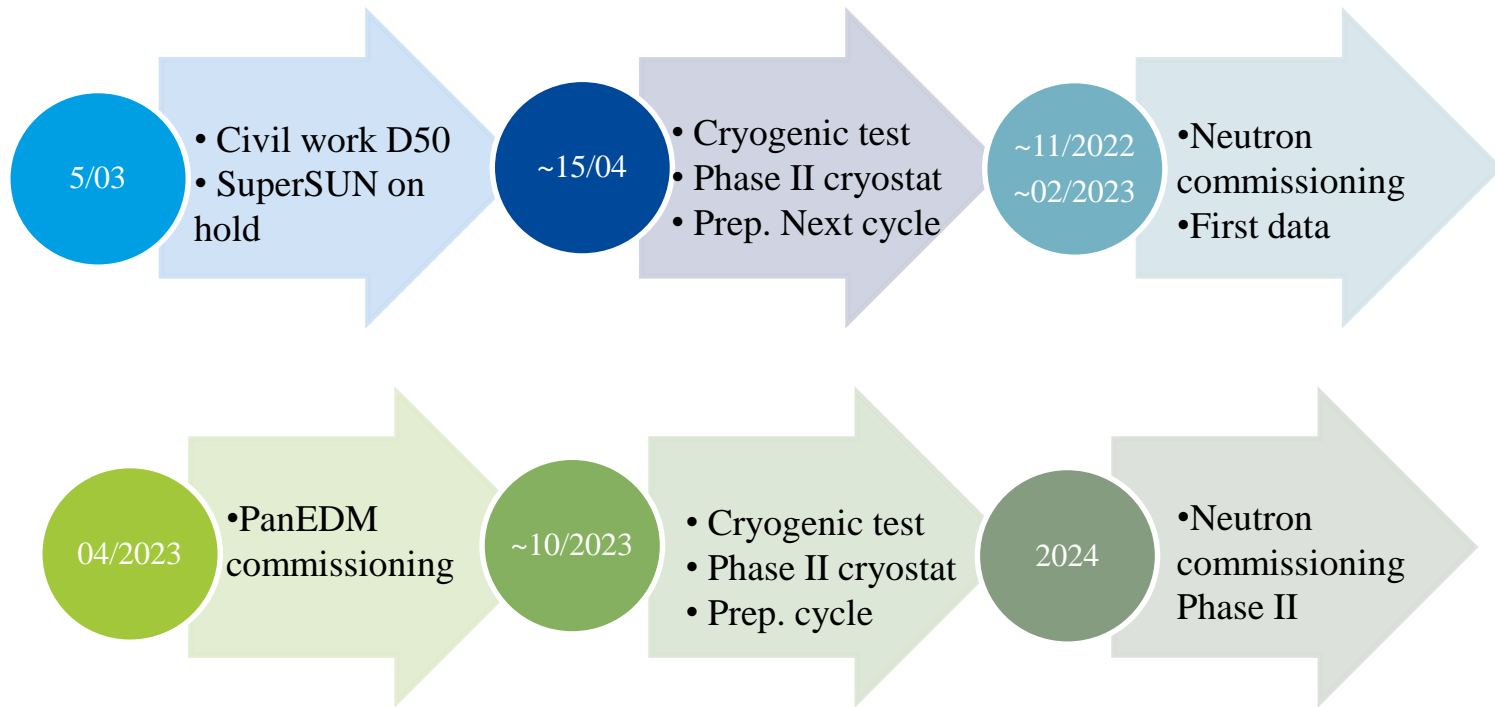 5/03
• Civil work D50
• SuperSUN on
hold
~15/04
• Cryogenic test
• Phase II cryostat
• Prep. Next cycle
~11/2022
~02/2023
•Neutron
commissioning
•First data
04/2023
•PanEDM
commissioning
~10/2023
• Cryogenic test
• Phase II cryostat
• Prep. cycle
2024
•Neutron
commissioning
Phase II